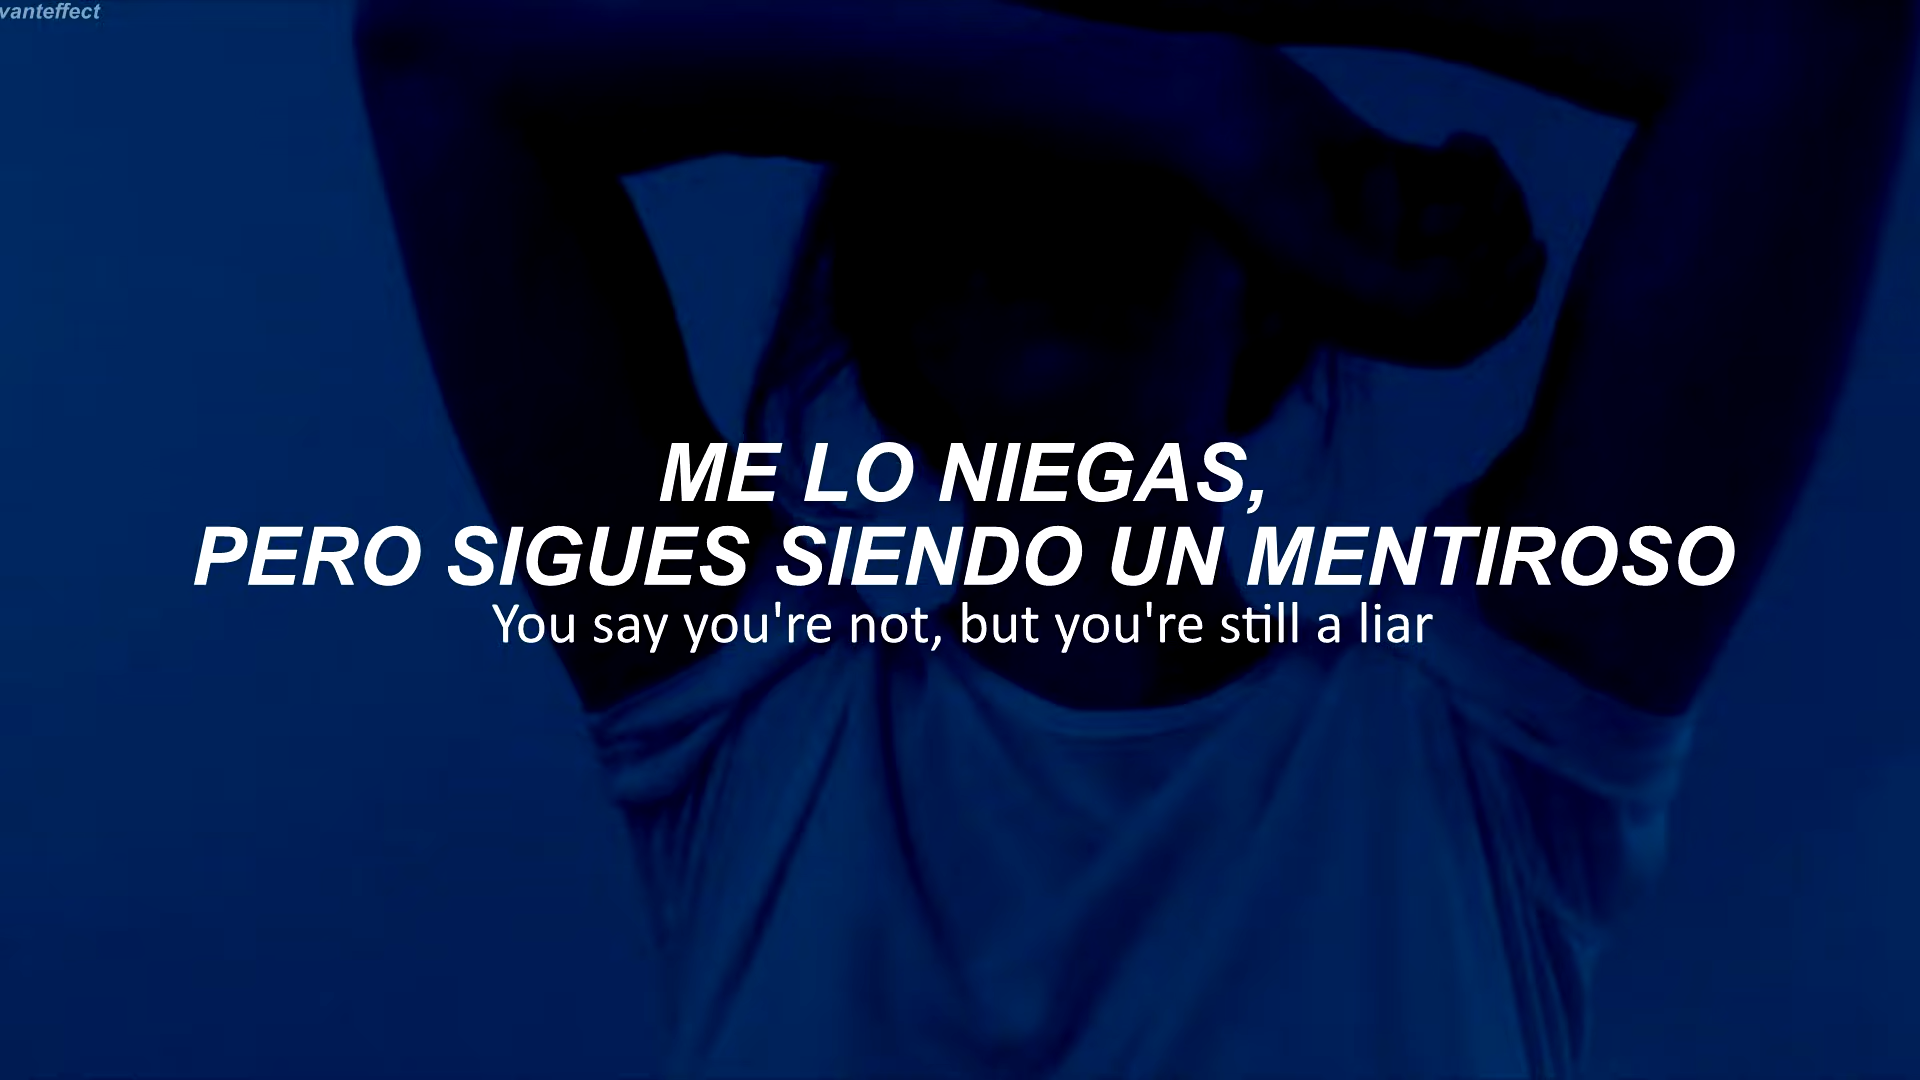 vanteffect
ME LO NIEGAS,
PERO SIGUES SIENDO UN MENTIROSO
You say you're not, but you're still a liar